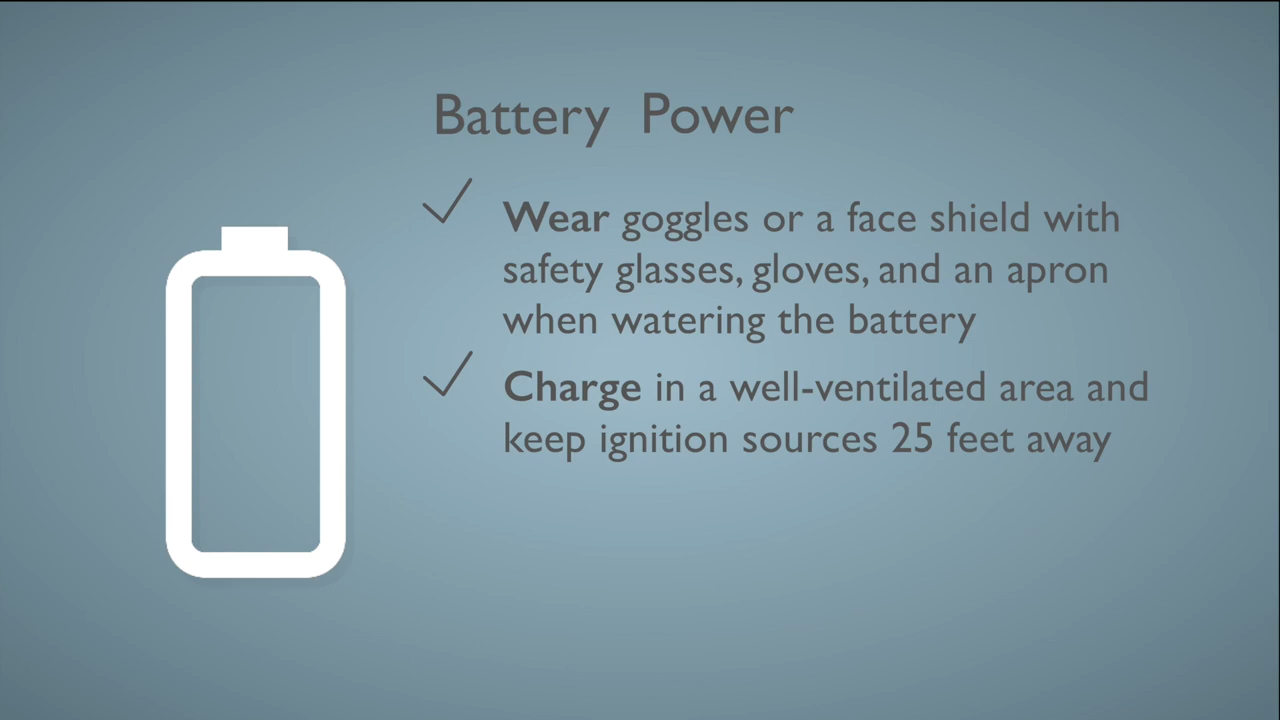 Battery Power
Wear goggles or a face shield with
safety glasses, gloves, and an apron
when watering the battery
Charge in a well-ventilated area and
keep ignition sources 25 feet away